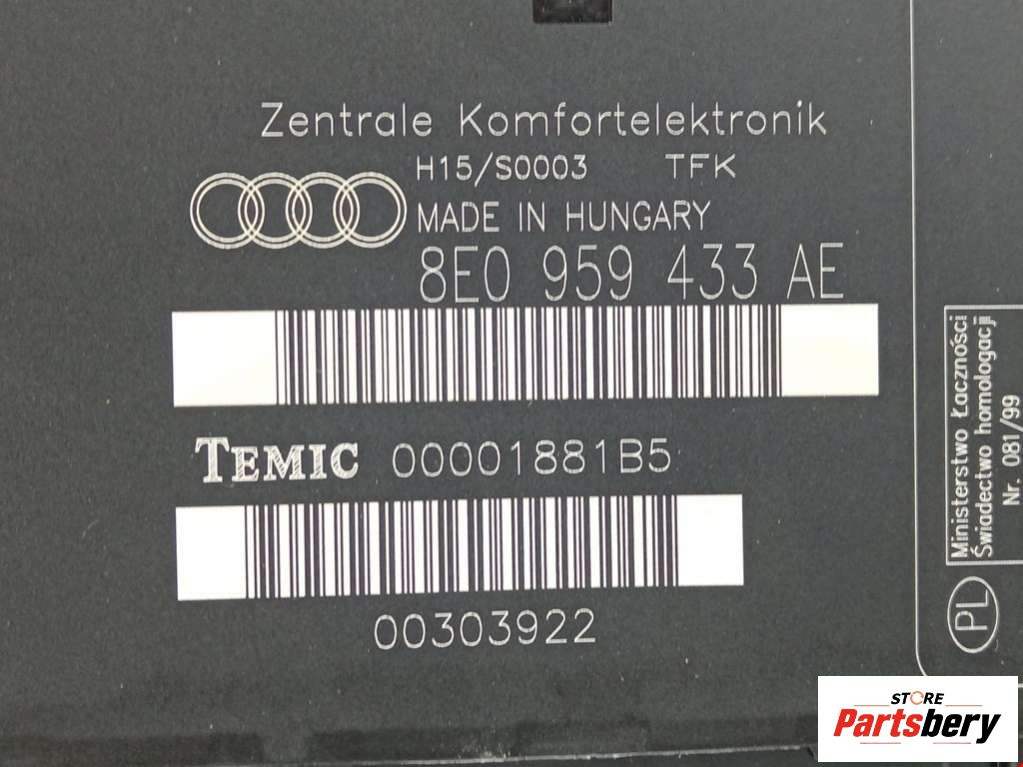 Zentrale Komfortelektronik
H15/S0003 TFK
MADE IN HUNGARY
8E0 959 433 AE
TEMIC 00001881B5
00303922
Ministerstwo Łączności
Świadectwo homologacji
Nr. 081/99
PL
STORE
Partsbery